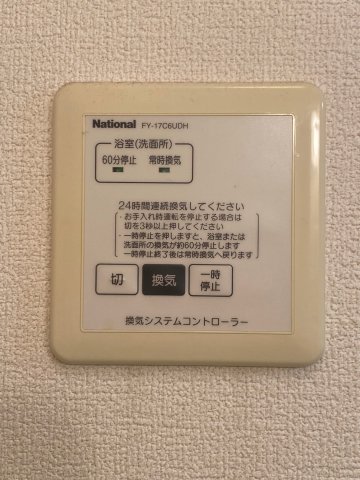 National FY-17C6UDH
浴室(洗面所)
60分停止 常時換気
24時間連続換気してください
・お手入れ時運転を停止する場合は
切を3秒以上押してください
・一時停止を押しますと、浴室または
洗面所の換気が約60分停止します
・一時停止終了後は常時換気へ戻ります
切 換気 一時
停止
換気システムコントローラー